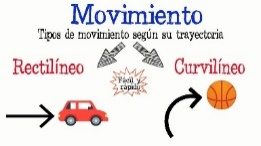 Movimiento
Tipos de movimiento según su trayectoria
Rectilíneo
Fácil y
rápido
Curvilíneo